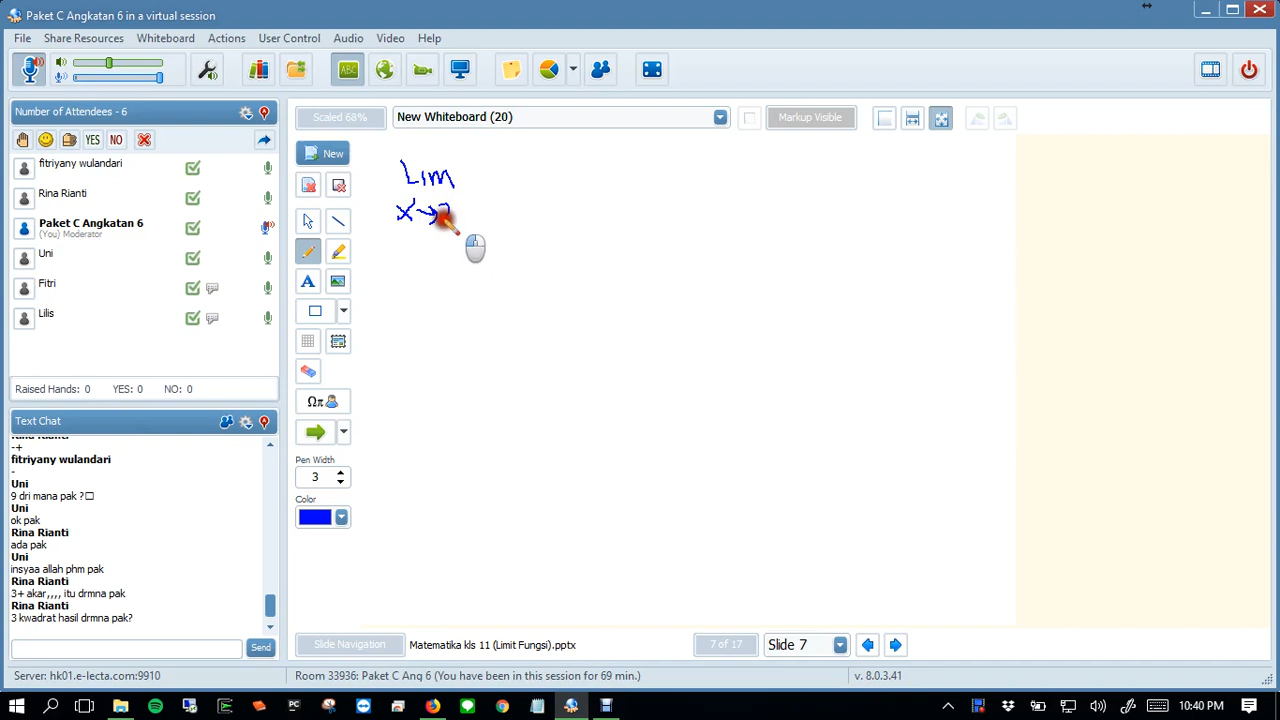 Paket C Angkatan 6 in a virtual session
File Share Resources Whiteboard Actions User Control Audio Video Help
ABC
Number of Attendees - 6
YES NO
fitriyany wulandari
Rina Rianti
Paket C Angkatan 6
(You) Moderator
Uni
Fitri
Lilis
Raised Hands: 0 YES: 0 NO: 0
Text Chat
Rina Rianti
-+
fitriyany wulandari
-
Uni
9 dri mana pak ?
Uni
ok pak
Rina Rianti
ada pak
Uni
insyaa allah phm pak
Rina Rianti
3+ akar,,,, itu drmna pak
Rina Rianti
3 kwadrat hasil drmna pak?
Send
Scaled 68%
New Whiteboard (20)
Markup Visible
New
A
Ωπ
Pen Width
3
Color
Lim
x→
Slide Navigation
Matematika kls 11 (Limit Fungsi).pptx
7 of 17
Slide 7
Server: hk01.e-lecta.com:9910
Room 33936: Paket C Ang 6 (You have been in this session for 69 min.)
v. 8.0.3.41
PC
10:40 PM